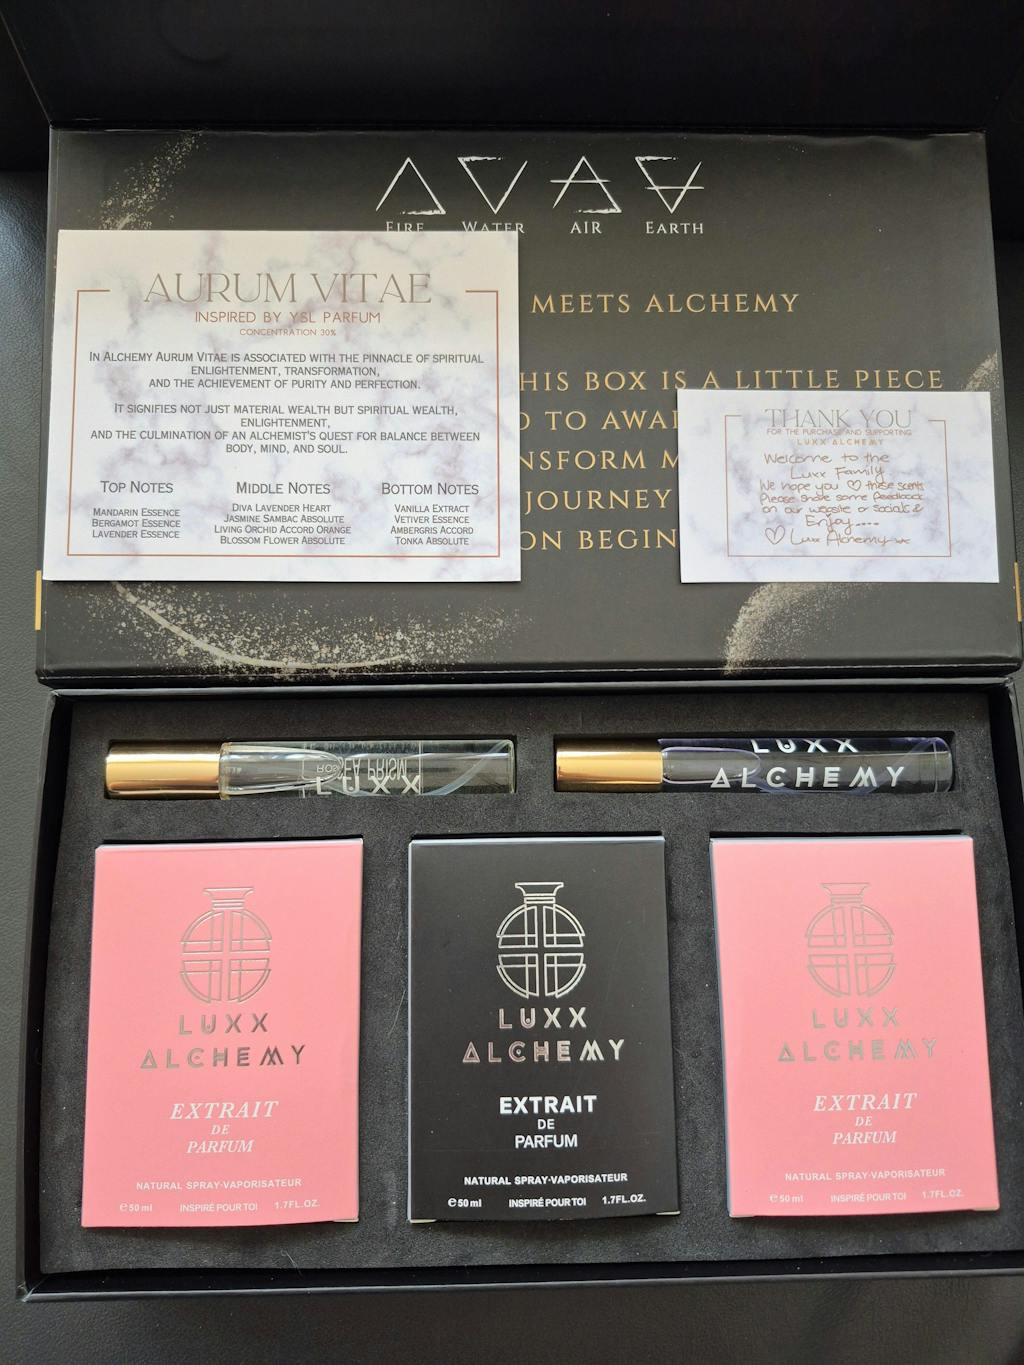 FIRE WATER AIR EARTH
MEETS ALCHEMY
HIS BOX IS A LITTLE PIECE
D TO AWA
NSFORM M
JOURNEY
ON BEGIN
AURUM VITAE
INSPIRED BY YSL PARFUM
CONCENTRATION 30%
IN ALCHEMY AURUM VITAE IS ASSOCIATED WITH THE PINNACLE OF SPIRITUAL
ENLIGHTENMENT, TRANSFORMATION,
AND THE ACHIEVEMENT OF PURITY AND PERFECTION.
IT SIGNIFIES NOT JUST MATERIAL WEALTH BUT SPIRITUAL WEALTH,
ENLIGHTENMENT,
AND THE CULMINATION OF AN ALCHEMIST'S QUEST FOR BALANCE BETWEEN
BODY, MIND, AND SOUL.
TOP NOTES
MANDARIN ESSENCE
BERGAMOT ESSENCE
LAVENDER ESSENCE
MIDDLE NOTES
DIVA LAVENDER HEART
JASMINE SAMBAC ABSOLUTE
LIVING ORCHID ACCORD ORANGE
BLOSSOM FLOWER ABSOLUTE
BOTTOM NOTES
VANILLA EXTRACT
VETIVER ESSENCE
AMBERGRIS ACCORD
TONKA ABSOLUTE
THANK YOU
FOR THE PURCHASE AND SUPPORTING
LUXX ALCHEMY
Welcome to the
Luxx Family
We hope you ♡ these scents
Please share some feedback
on our website or socials &
Enjoy....
♡ Luxx Alchemy
LUXX
LUXX
ALCHEMY
LUXX
ALCHEMY
EXTRAIT
DE
PARFUM
NATURAL SPRAY-VAPORISATEUR
℮50 ml INSPIRÉ POUR TOI 1.7FL.OZ.
LUXX
ALCHEMY
EXTRAIT
DE
PARFUM
NATURAL SPRAY-VAPORISATEUR
℮50 ml INSPIRÉ POUR TOI 1.7FL.OZ.
LUXX
ALCHEMY
EXTRAIT
DE
PARFUM
NATURAL SPRAY-VAPORISATEUR
℮50 ml INSPIRÉ POUR TOI 1.7FL.OZ.